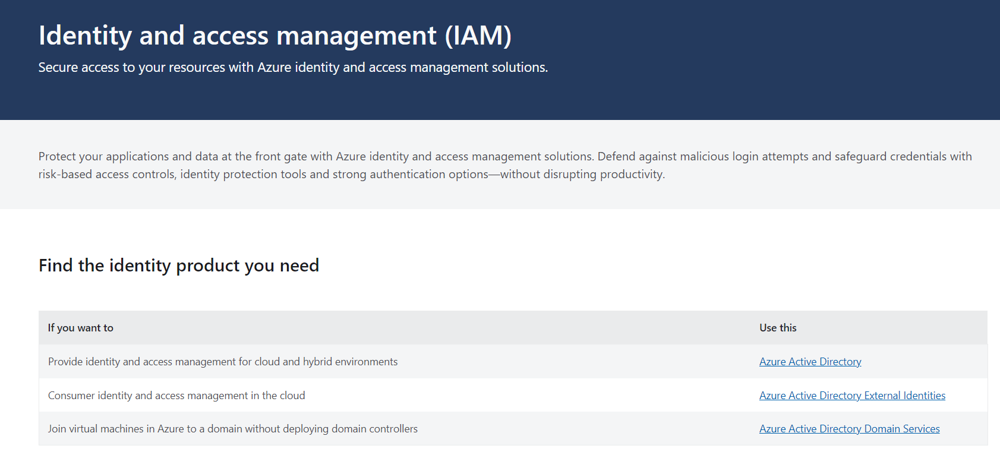 Identity and access management (IAM)
Secure access to your resources with Azure identity and access management solutions.
Protect your applications and data at the front gate with Azure identity and access management solutions. Defend against malicious login attempts and safeguard credentials with
risk-based access controls, identity protection tools and strong authentication options—without disrupting productivity.
Find the identity product you need
If you want to Use this
Provide identity and access management for cloud and hybrid environments Azure Active Directory
Consumer identity and access management in the cloud Azure Active Directory External Identities
Join virtual machines in Azure to a domain without deploying domain controllers Azure Active Directory Domain Services